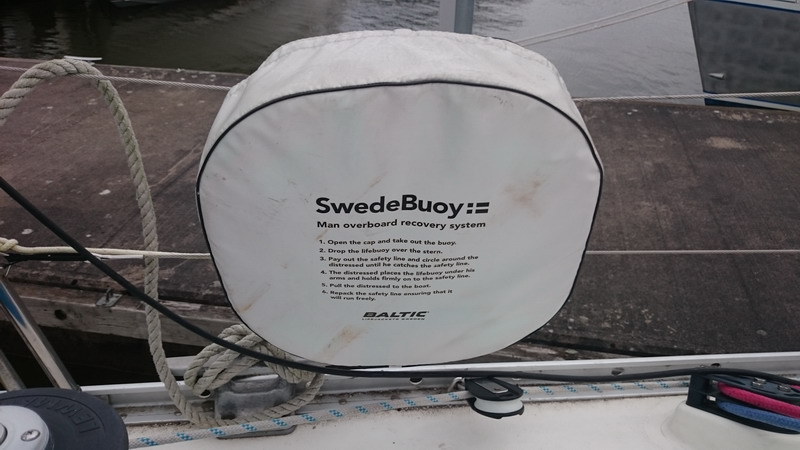 SwedeBuoy
Man overboard recovery system
1. Open the cap and take out the buoy.
2. Drop the lifebuoy over the stern.
3. Pay out the safety line and circle around the
distressed until he catches the safety line.
4. The distressed places the lifebuoy under his
arms and holds firmly on to the safety line.
5. Pull the distressed to the boat.
6. Repack the safety line ensuring that it
will run freely.
BALTIC